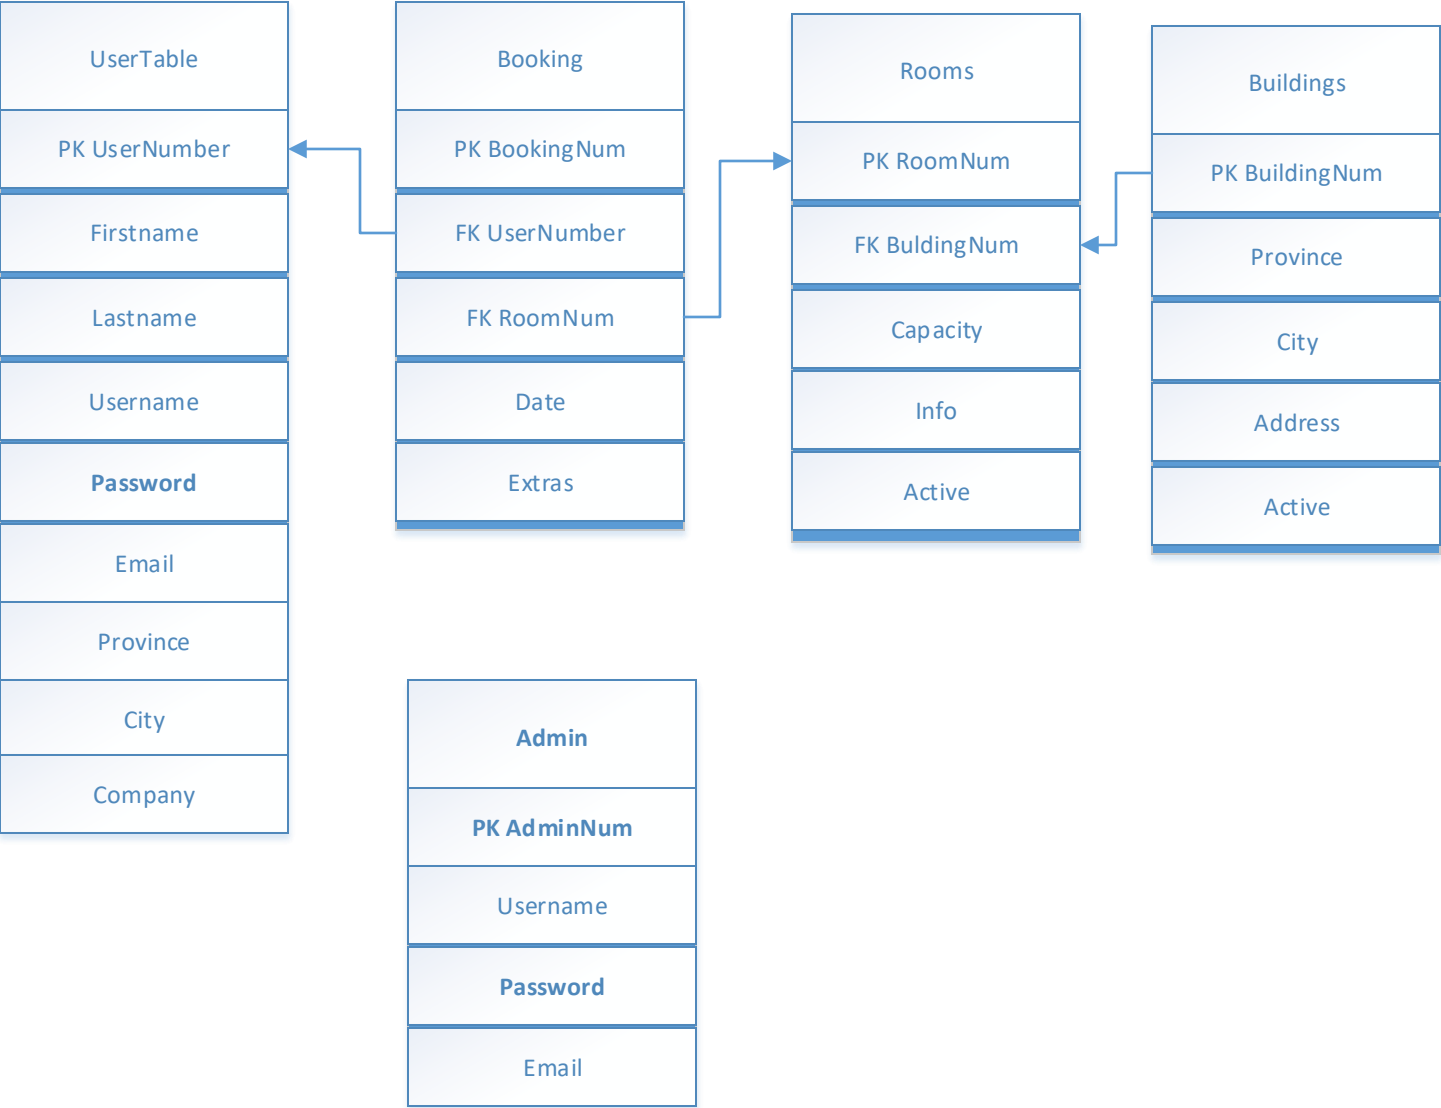 UserTable
PK UserNumber
Firstname
Lastname
Username
Password
Email
Province
City
Company
Booking
PK BookingNum
FK UserNumber
FK RoomNum
Date
Extras
Rooms
PK RoomNum
FK BuldingNum
Capacity
Info
Active
Buildings
PK BuildingNum
Province
City
Address
Active
Admin
PK AdminNum
Username
Password
Email